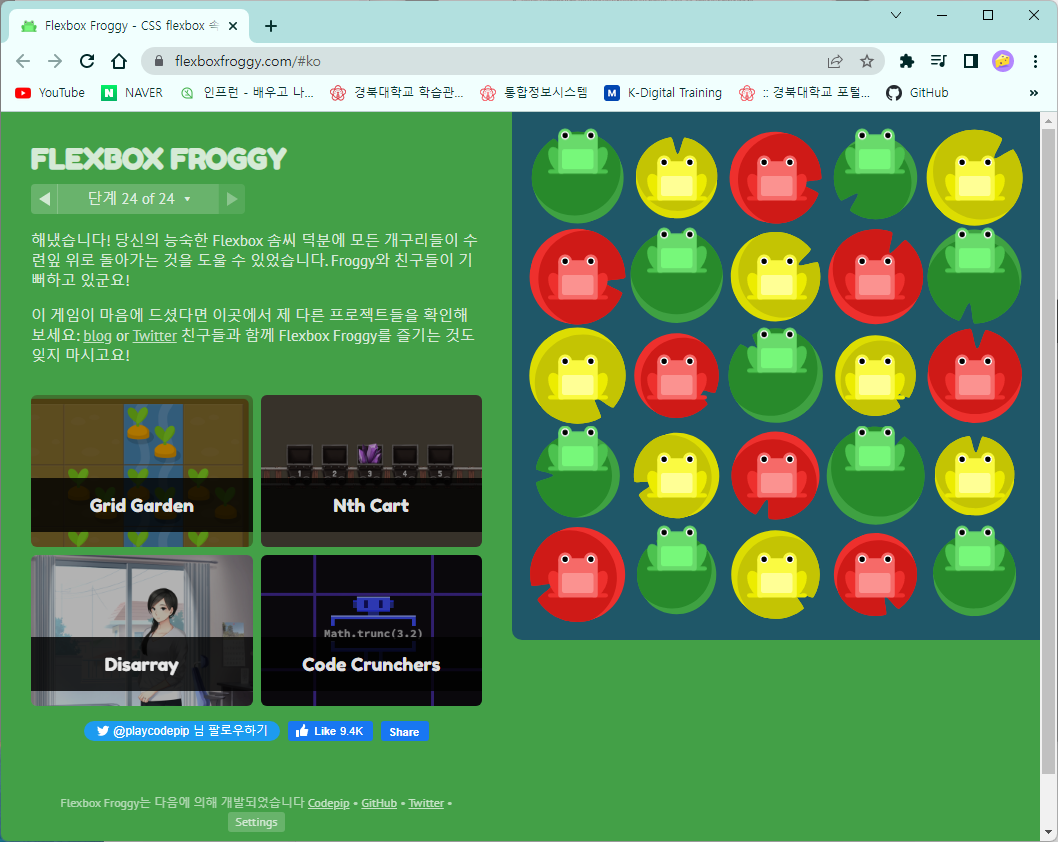 Flexbox Froggy - CSS flexbox 속
flexboxfroggy.com/#ko
YouTube
NAVER
인프런 - 배우고 나...
경북대학교 학습관...
통합정보시스템
K-Digital Training
:: 경북대학교 포털...
GitHub
FLEXBOX FROGGY
단계 24 of 24
해냈습니다! 당신의 능숙한 Flexbox 솜씨 덕분에 모든 개구리들이 수
련잎 위로 돌아가는 것을 도울 수 있었습니다. Froggy와 친구들이 기
뻐하고 있군요!
이 게임이 마음에 드셨다면 이곳에서 제 다른 프로젝트들을 확인해
보세요: blog or Twitter 친구들과 함께 Flexbox Froggy를 즐기는 것도
잊지 마시고요!
Grid Garden
1 2 3 4 5
Nth Cart
Disarray
Math.trunc(3.2)
Code Crunchers
@playcodepip 님 팔로우하기
Like 9.4K
Share
Flexbox Froggy는 다음에 의해 개발되었습니다 Codepip • GitHub • Twitter •
Settings